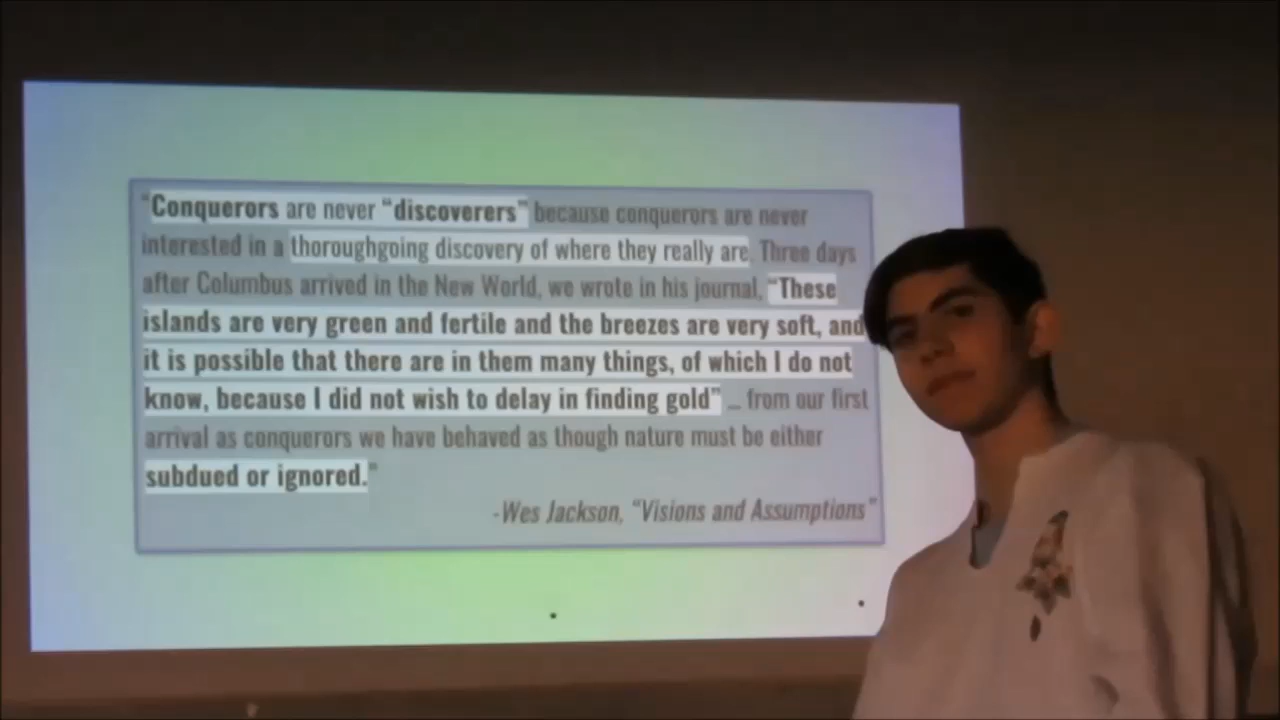 "Conquerors are never "discoverers" because conquerors are never
interested in a thoroughgoing discovery of where they really are. Three days
after Columbus arrived in the New World, we wrote in his journal, "These
islands are very green and fertile and the breezes are very soft, and
it is possible that there are in them many things, of which I do not
know, because I did not wish to delay in finding gold" ... from our first
arrival as conquerors we have behaved as though nature must be either
subdued or ignored."
-Wes Jackson, "Visions and Assumptions"